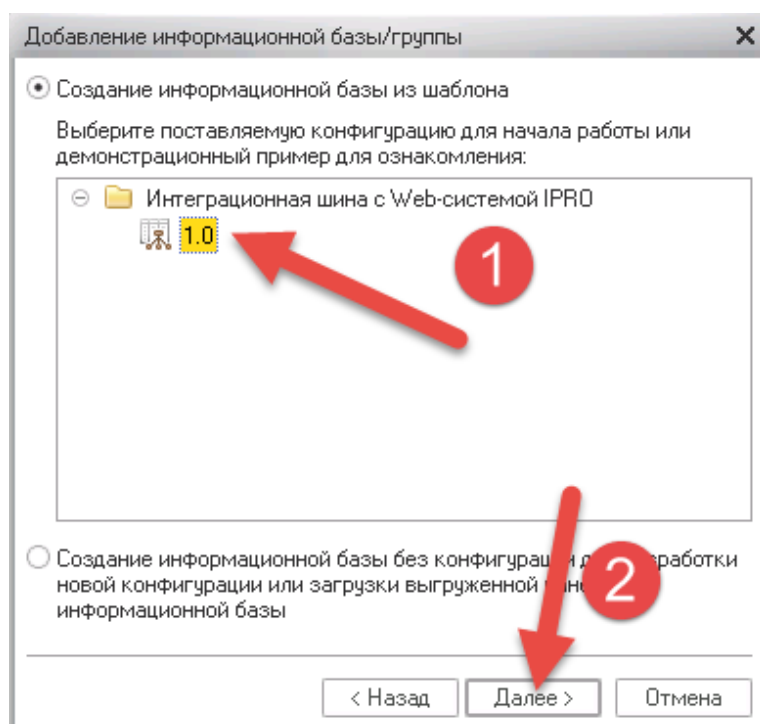 Добавление информационной базы/группы
Создание информационной базы из шаблона
Выберите поставляемую конфигурацию для начала работы или
демонстрационный пример для ознакомления:
Интеграционная шина с Web-системой IPRO
1.0
1
Создание информационной базы без
новой конфигурации или загрузки выгруженной
информационной базы
2
< Назад
Далее >
Отмена